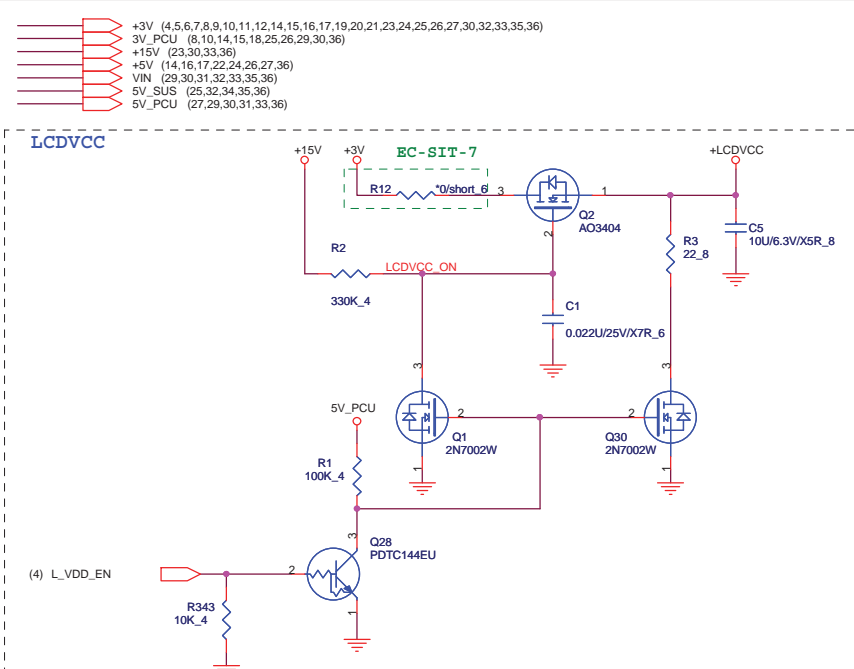 +3V (4,5,6,7,8,9,10,11,12,14,15,16,17,19,20,21,23,24,25,26,27,30,32,33,35,36)
3V_PCU (8,10,14,15,18,25,26,29,30,36)
+15V (23,30,33,36)
+5V (14,16,17,22,24,26,27,36)
VIN (29,30,31,32,33,35,36)
5V_SUS (25,32,34,35,36)
5V_PCU (27,29,30,31,33,36)
LCDVCC
+15V
+3V
EC-SIT-7
+LCDVCC
R12
*0/short_6
3
1
Q2
AO3404
2
C5
10U/6.3V/X5R_8
R3
22_8
R2
LCDVCC_ON
330K_4
C1
0.022U/25V/X7R_6
3
3
5V_PCU
2
2
Q1
2N7002W
Q30
2N7002W
1
1
R1
100K_4
3
Q28
PDTC144EU
(4) L_VDD_EN
2
1
R343
10K_4